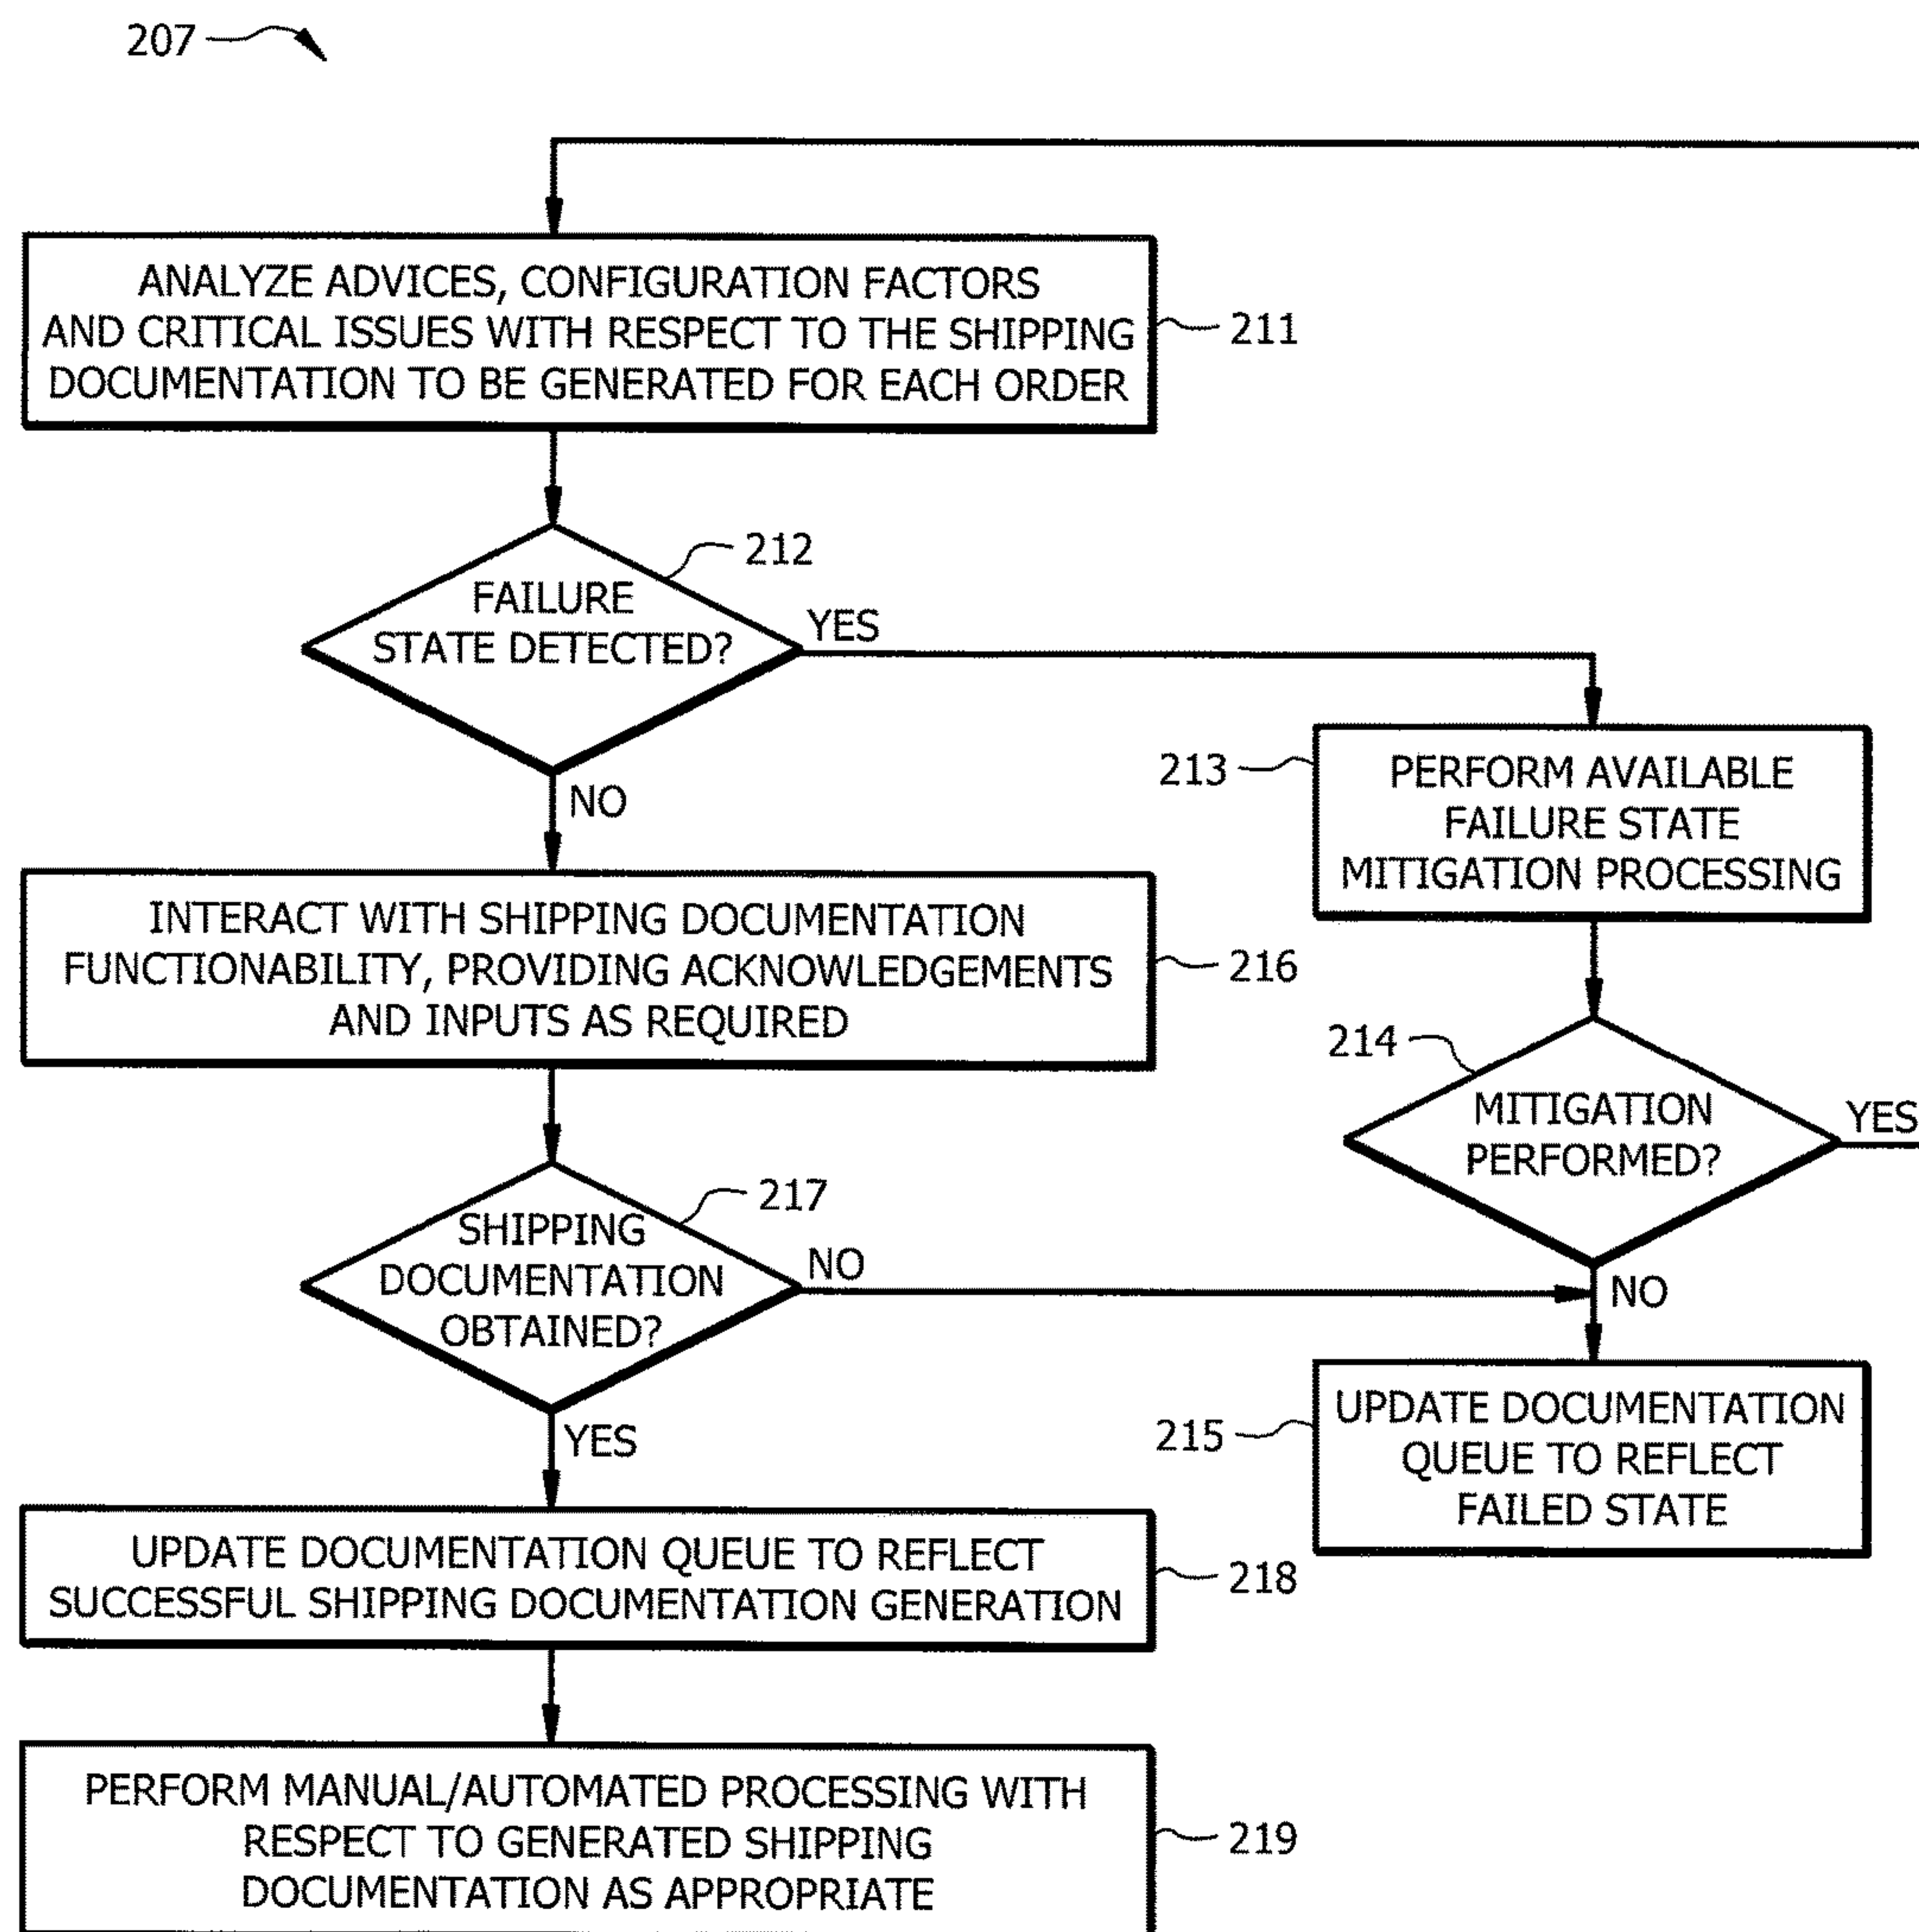 207
ANALYZE ADVICES, CONFIGURATION FACTORS
AND CRITICAL ISSUES WITH RESPECT TO THE SHIPPING
DOCUMENTATION TO BE GENERATED FOR EACH ORDER
211
212
FAILURE
STATE DETECTED?
YES
NO
213
PERFORM AVAILABLE
FAILURE STATE
MITIGATION PROCESSING
INTERACT WITH SHIPPING DOCUMENTATION
FUNCTIONABILITY, PROVIDING ACKNOWLEDGEMENTS
AND INPUTS AS REQUIRED
216
214
MITIGATION
PERFORMED?
YES
NO
217
SHIPPING
DOCUMENTATION
OBTAINED?
NO
YES
215
UPDATE DOCUMENTATION
QUEUE TO REFLECT
FAILED STATE
UPDATE DOCUMENTATION QUEUE TO REFLECT
SUCCESSFUL SHIPPING DOCUMENTATION GENERATION
218
PERFORM MANUAL/AUTOMATED PROCESSING WITH
RESPECT TO GENERATED SHIPPING
DOCUMENTATION AS APPROPRIATE
219